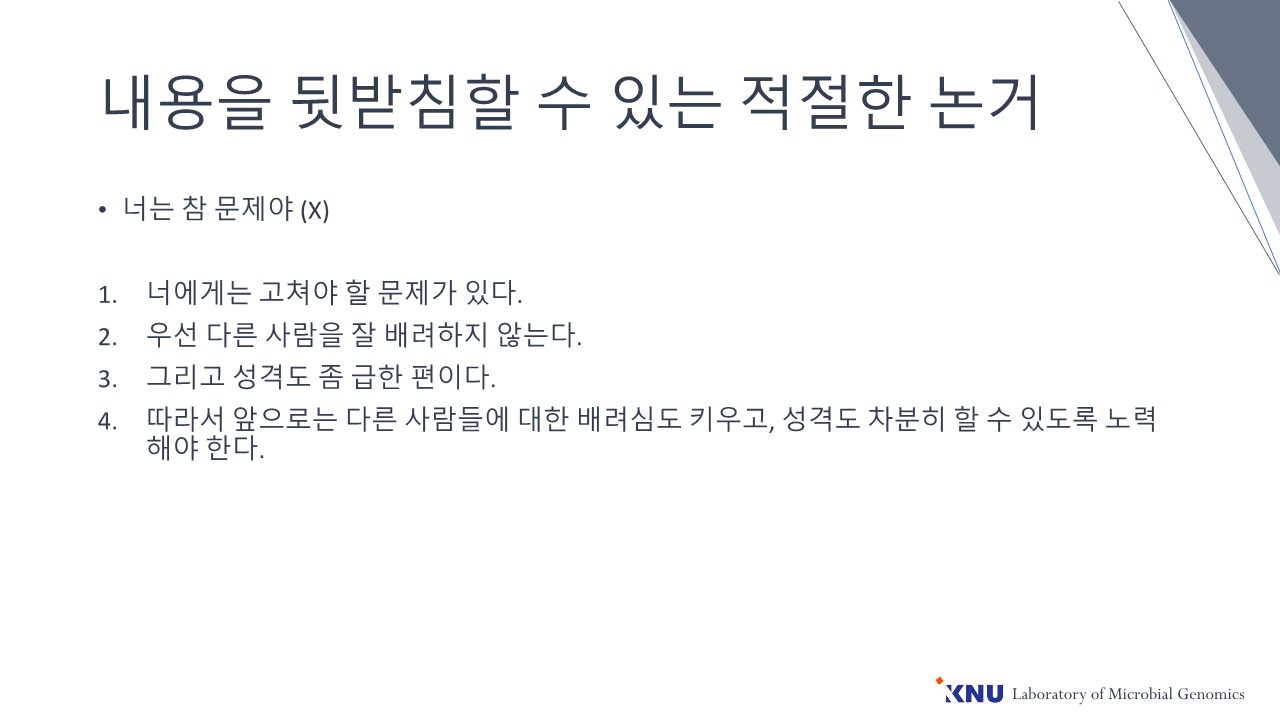 내용을 뒷받침할 수 있는 적절한 논거
• 너는 참 문제야 (X)
1. 너에게는 고쳐야 할 문제가 있다.
2. 우선 다른 사람을 잘 배려하지 않는다.
3. 그리고 성격도 좀 급한 편이다.
4. 따라서 앞으로는 다른 사람들에 대한 배려심도 키우고, 성격도 차분히 할 수 있도록 노력
해야 한다.
KNU Laboratory of Microbial Genomics